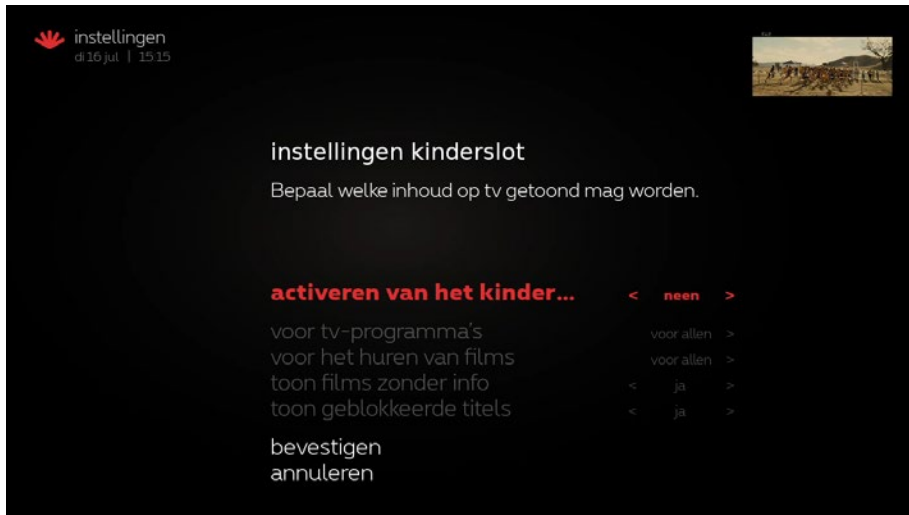 instellingen
di 16 jul | 15:15
instellingen kinderslot
Bepaal welke inhoud op tv getoond mag worden.
activeren van het kinder... < neen >
voor tv-programma's voor allen >
voor het huren van films voor allen >
toon films zonder info < ja >
toon geblokkeerde titels < ja >
bevestigen
annuleren